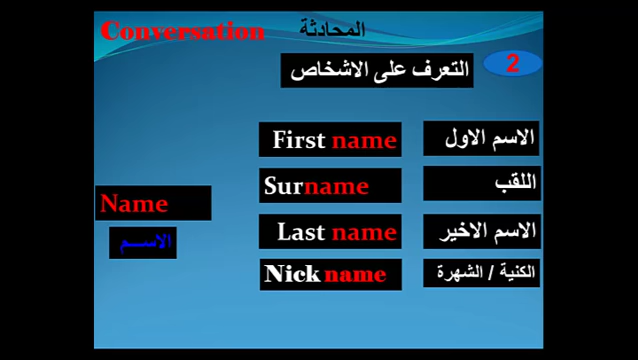 Conversation المحادثة
التعرف على الاشخاص 2
First name الاسم الاول
Surname اللقب
Name
Last name الاسم الاخير
الاســم
Nick name الكنية / الشهرة